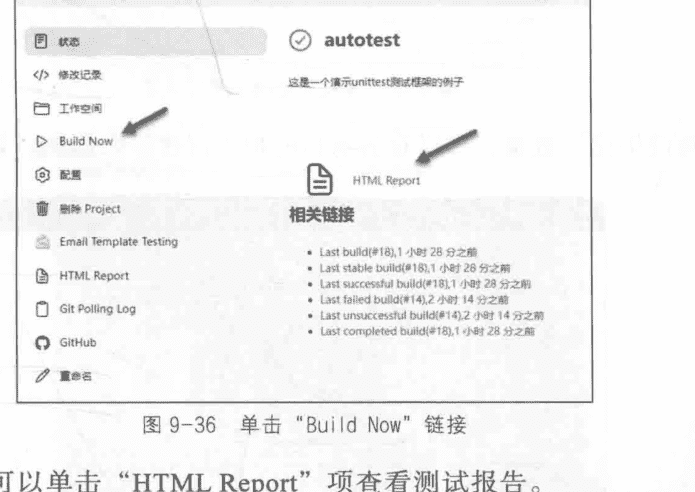 状态
修改记录
工作空间
Build Now
配置
删除 Project
Email Template Testing
HTML Report
Git Polling Log
GitHub
重命名
autotest
这是一个演示unittest测试框架的例子
HTML Report
相关链接
Last build(#18),1 小时 28 分之前
Last stable build(#18),1 小时 28 分之前
Last successful build(#18),1 小时 28 分之前
Last failed build(#14),2 小时 14 分之前
Last unsuccessful build(#14),2 小时 14 分之前
Last completed build(#18),1 小时 28 分之前
图 9-36 单击“Build Now”链接
可以单击“HTML Report”项查看测试报告。